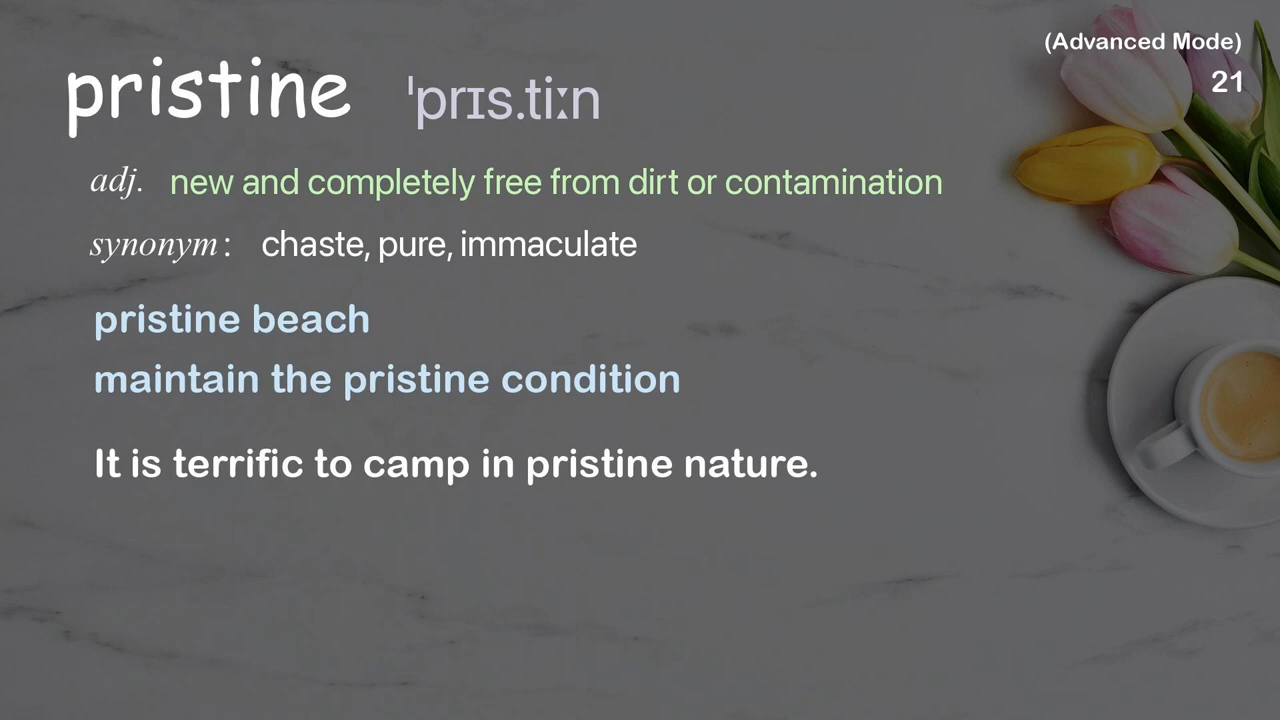 (Advanced Mode)
21
pristine ˈprɪs.tiːn
adj. new and completely free from dirt or contamination
synonym : chaste, pure, immaculate
pristine beach
maintain the pristine condition
It is terrific to camp in pristine nature.